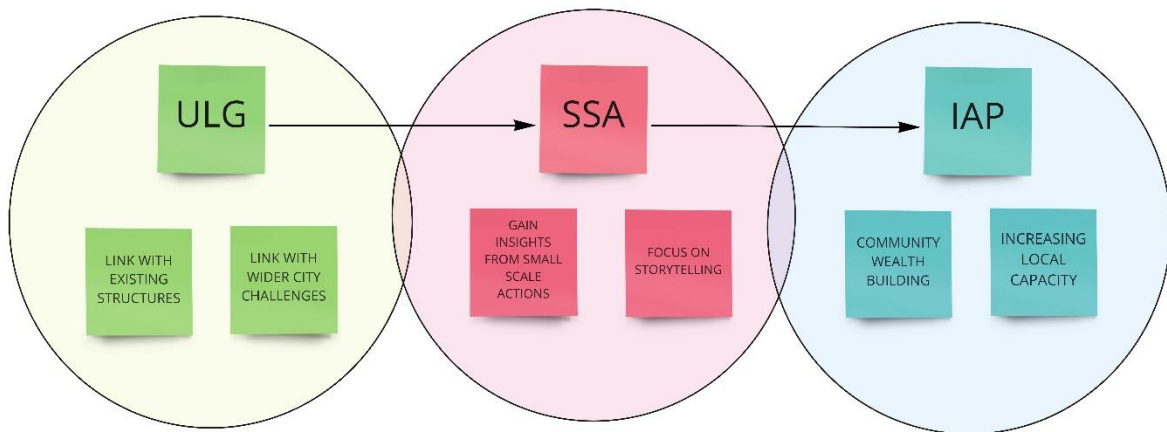 ULG
SSA
IAP
LINK WITH
EXISTING
STRUCTURES
LINK WITH
WIDER CITY
CHALLENGES
GAIN
INSIGHTS
FROM SMALL
SCALE
ACTIONS
FOCUS ON
STORYTELLING
COMMUNITY
WEALTH
BUILDING
INCREASING
LOCAL
CAPACITY